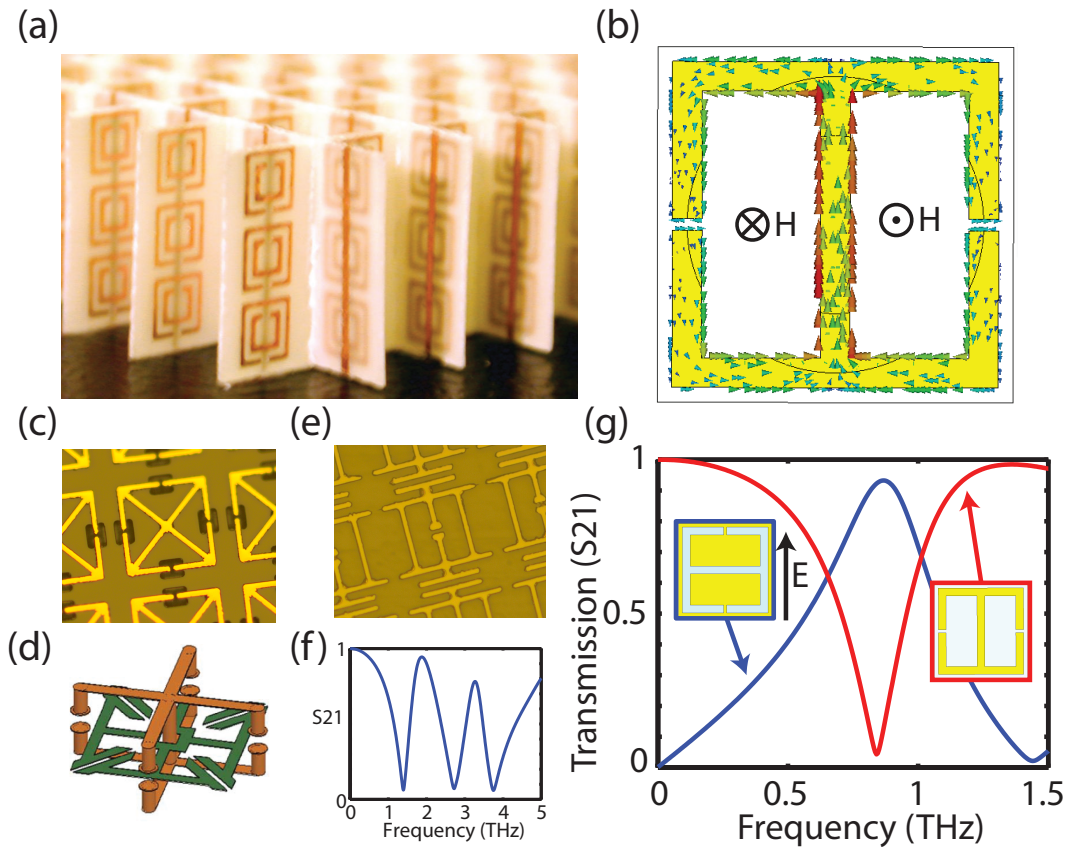 (a)
(b)
H
H
(c)
(e)
(g)
(d)
(f)
1
S21
0
0 1 2 3 4 5
Frequency (THz)
Transmission (S21)
1
0.5
0
E
0 0.5 1 1.5
Frequency (THz)